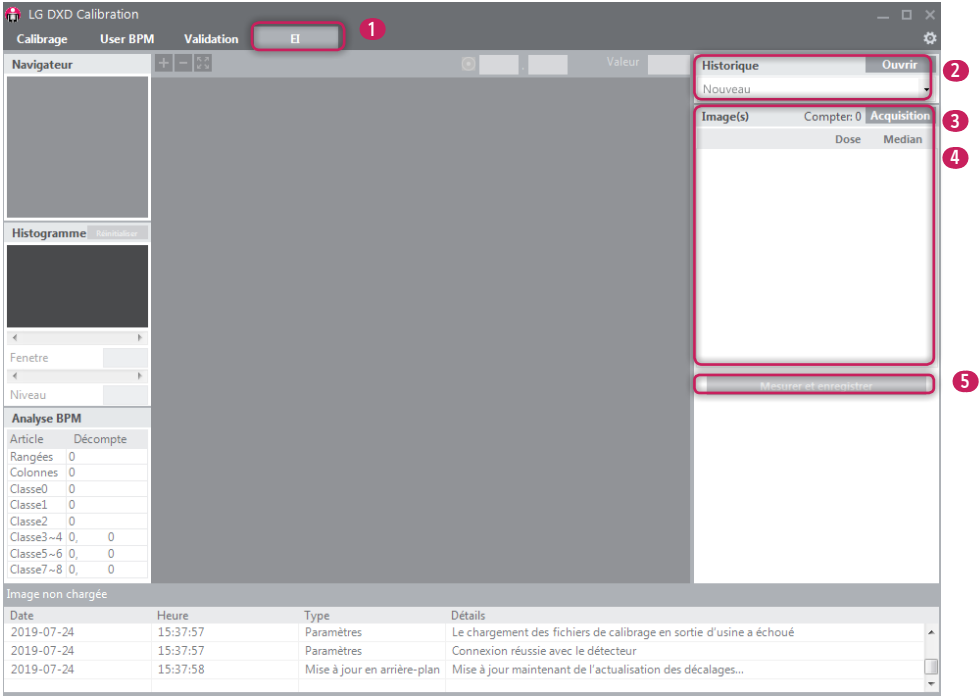 LG DXD Calibration
Calibrage User BPM Validation EI
1
Navigateur
, Valeur
Historique Ouvrir
2
Nouveau
Image(s) Compter: 0 Acquisition
3
Dose Median
4
Histogramme Réinitialiser
Fenetre
Niveau
Mesurer et enregistrer
5
Analyse BPM
Article Décompte
Rangées 0
Colonnes 0
Classe0 0
Classe1 0
Classe2 0
Classe3~4 0, 0
Classe5~6 0, 0
Classe7~8 0, 0
Image non chargée
Date Heure Type Détails
2019-07-24 15:37:57 Paramètres Le chargement des fichiers de calibrage en sortie d'usine a échoué
2019-07-24 15:37:57 Paramètres Connexion réussie avec le détecteur
2019-07-24 15:37:58 Mise à jour en arrière-plan Mise à jour maintenant de l'actualisation des décalages...